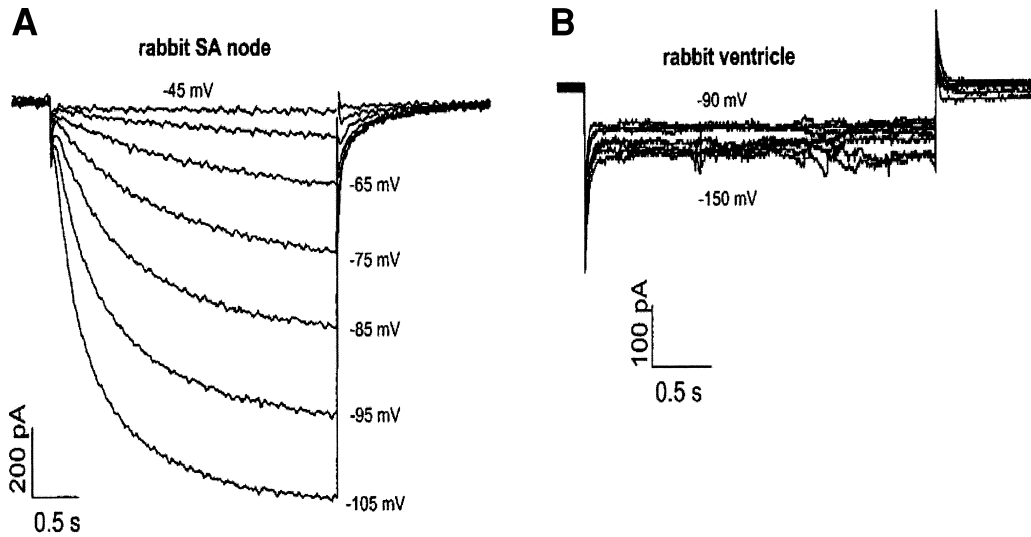 A
rabbit SA node
-45 mV
-65 mV
-75 mV
-85 mV
-95 mV
-105 mV
200 pA
0.5 s
B
rabbit ventricle
-90 mV
-150 mV
100 pA
0.5 s